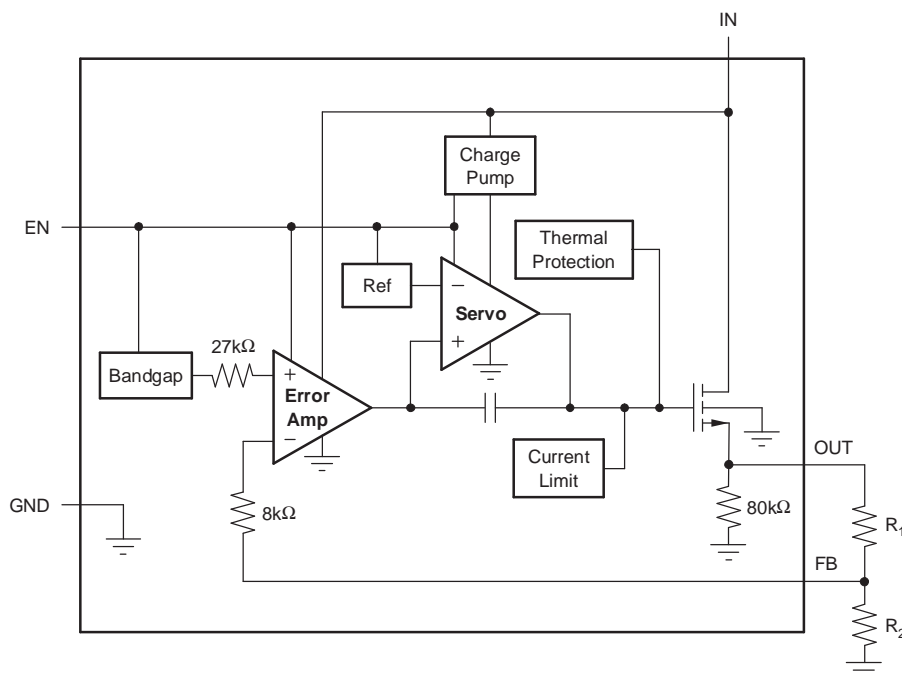 IN
Charge
Pump
EN
Thermal
Protection
Ref
−
Servo
+
27kΩ
Bandgap
+
Error
Amp
−
Current
Limit
OUT
GND
8kΩ
80kΩ
R1
FB
R2